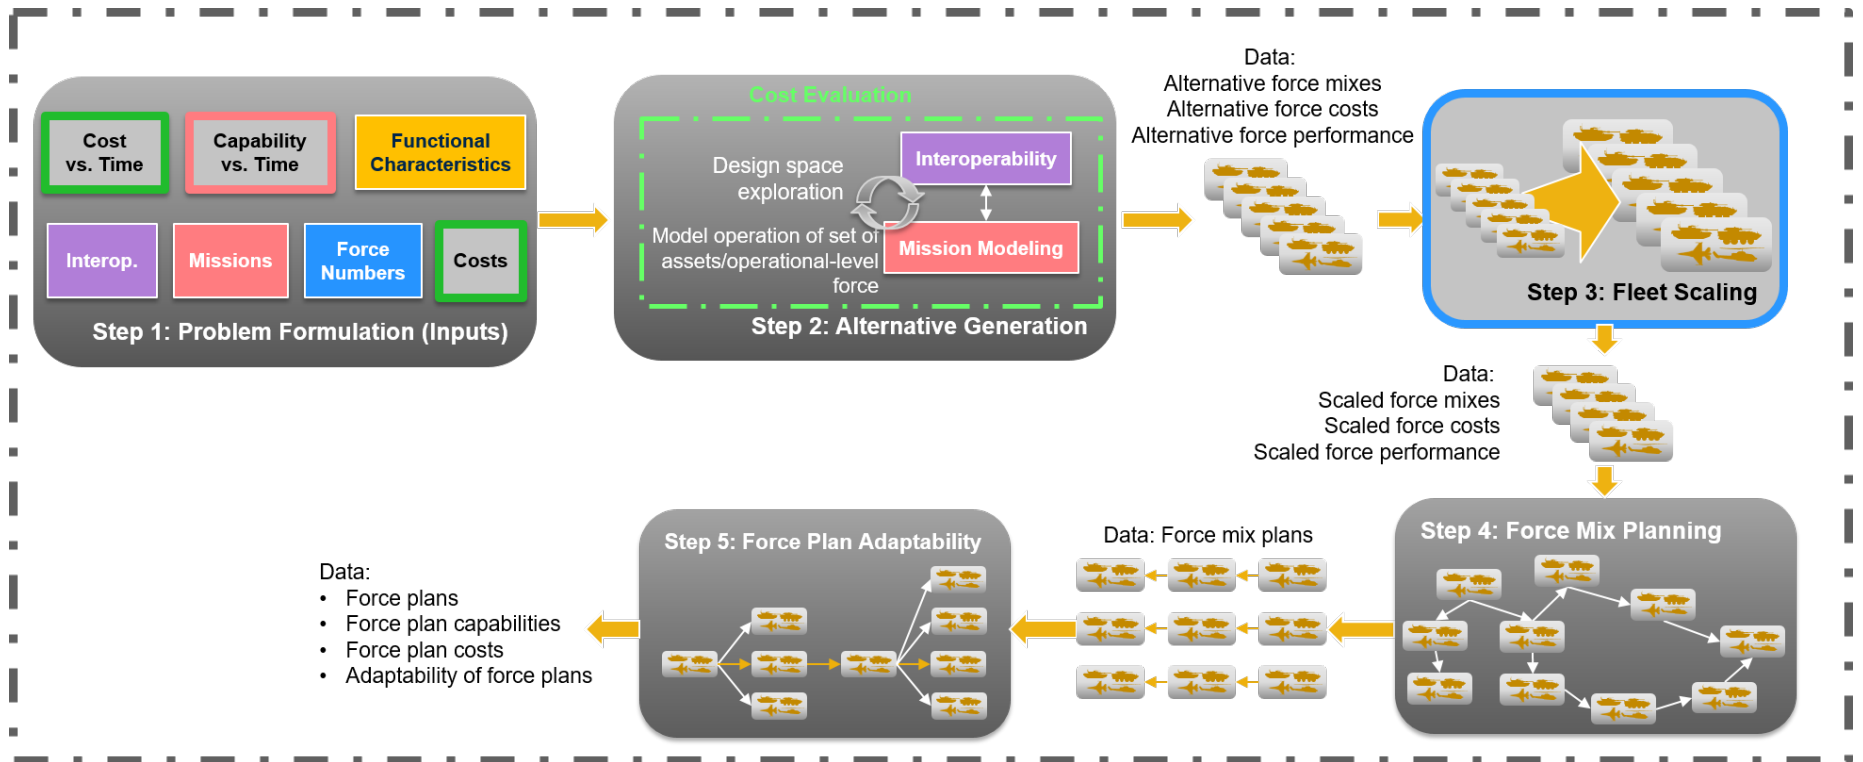 Cost
vs. Time
Capability
vs. Time
Functional
Characteristics
Interop.
Missions
Force
Numbers
Costs
Step 1: Problem Formulation (Inputs)
Cost Evaluation
Design space
exploration
Interoperability
Model operation of set of
assets/operational-level
force
Mission Modeling
Step 2: Alternative Generation
Data:
Alternative force mixes
Alternative force costs
Alternative force performance
Step 3: Fleet Scaling
Data:
Scaled force mixes
Scaled force costs
Scaled force performance
Step 4: Force Mix Planning
Data: Force mix plans
Step 5: Force Plan Adaptability
Data:
• Force plans
• Force plan capabilities
• Force plan costs
• Adaptability of force plans